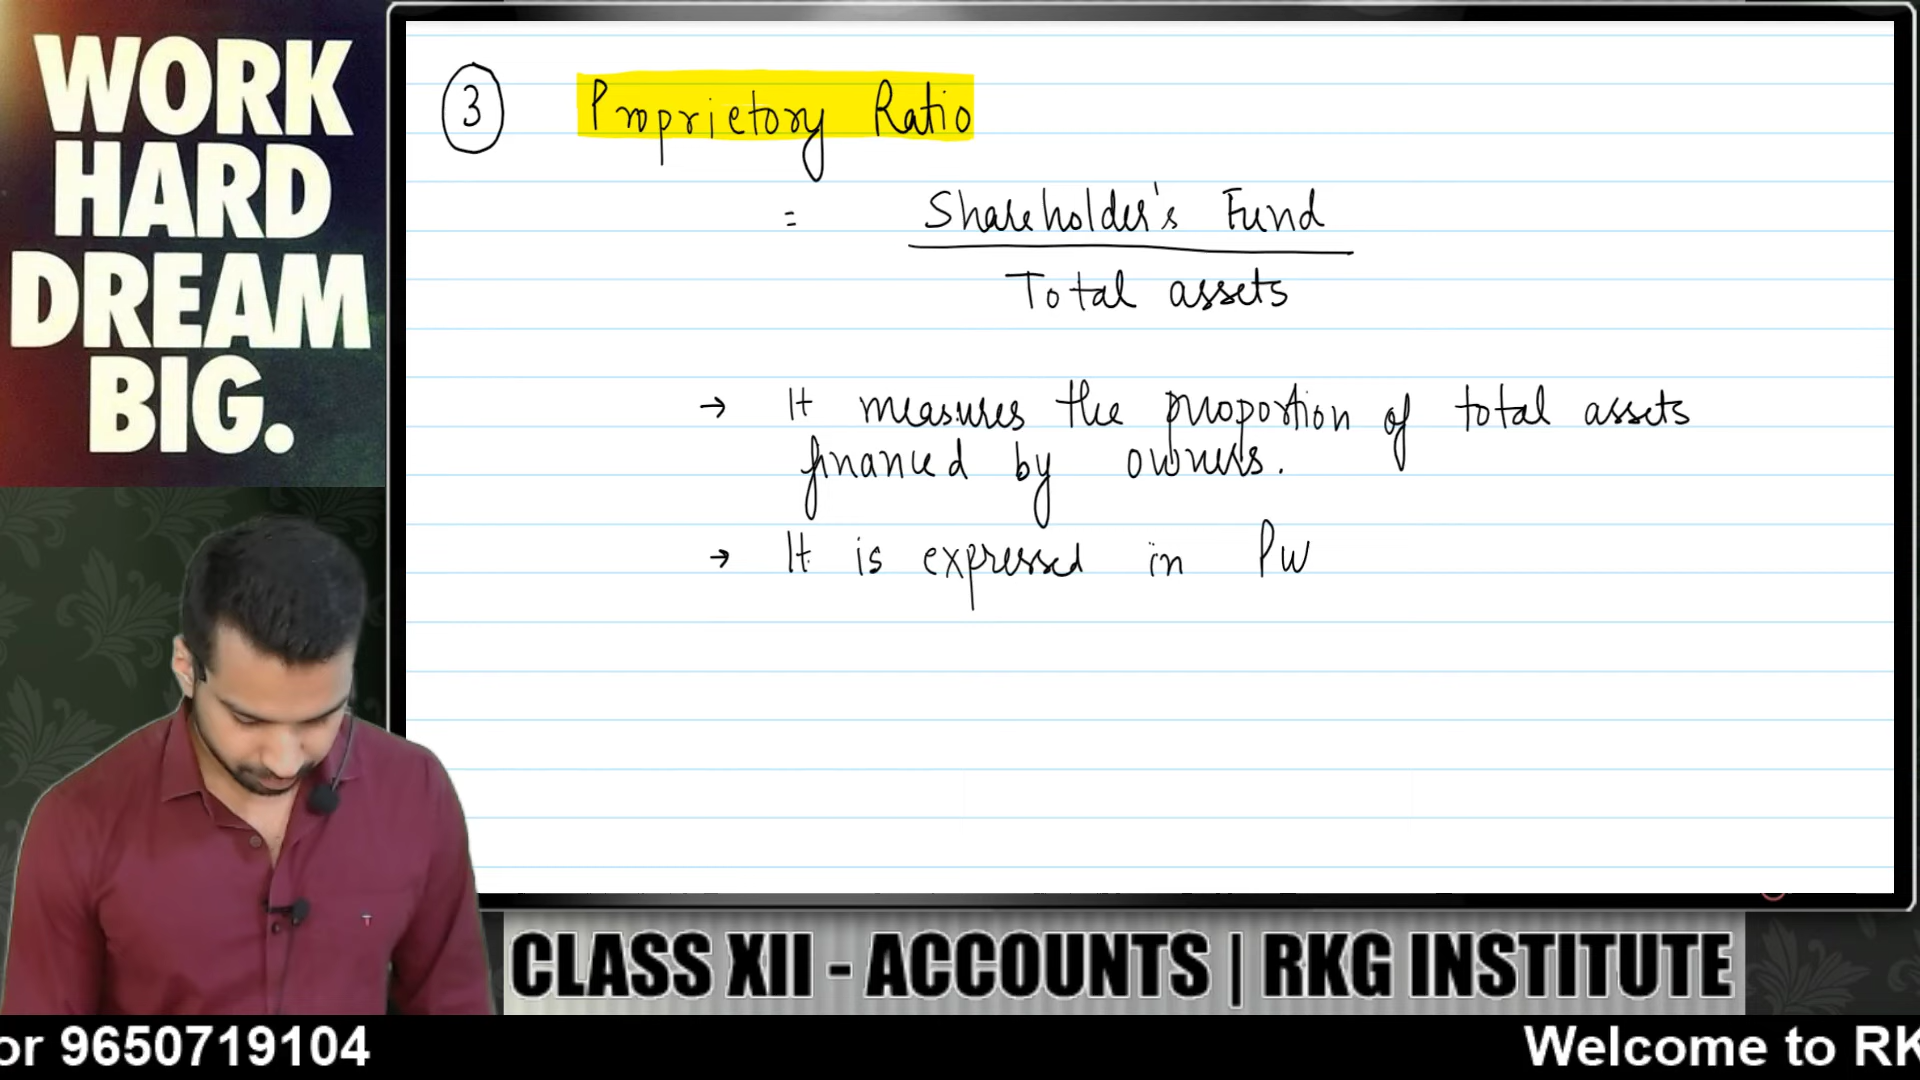 WORK
HARD
DREAM
BIG.
3 Proprietory Ratio
= Shareholder's Fund
Total assets
→ It measures the proportion of total assets
financed by owners.
→ It is expressed in Pu
CLASS XII - ACCOUNTS | RKG INSTITUTE
or 9650719104 Welcome to RK